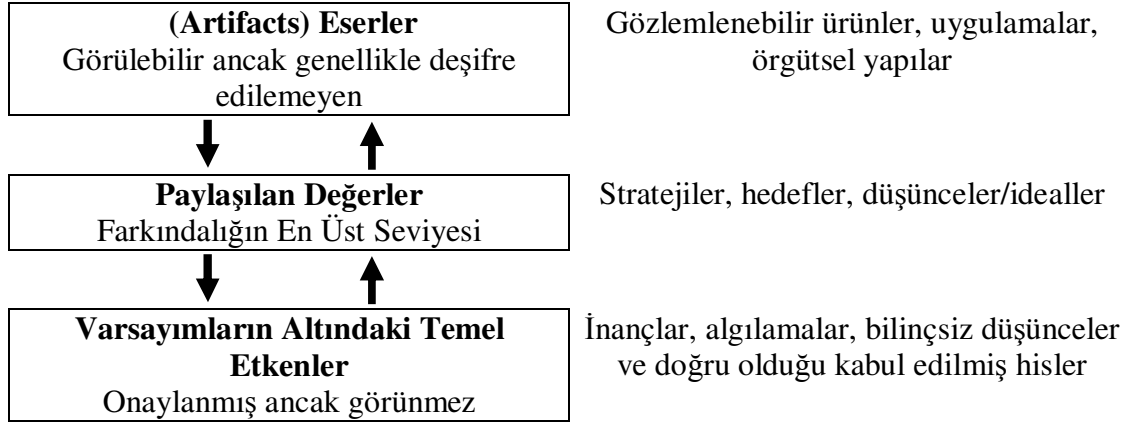 (Artifacts) Eserler
Görülebilir ancak genellikle deşifre
edilemeyen
Gözlemlenebilir ürünler, uygulamalar,
örgütsel yapılar
Paylaşılan Değerler
Farkındalığın En Üst Seviyesi
Stratejiler, hedefler, düşünceler/idealler
Varsayımların Altındaki Temel
Etkenler
Onaylanmış ancak görünmez
İnançlar, algılamalar, bilinçsiz düşünceler
ve doğru olduğu kabul edilmiş hisler